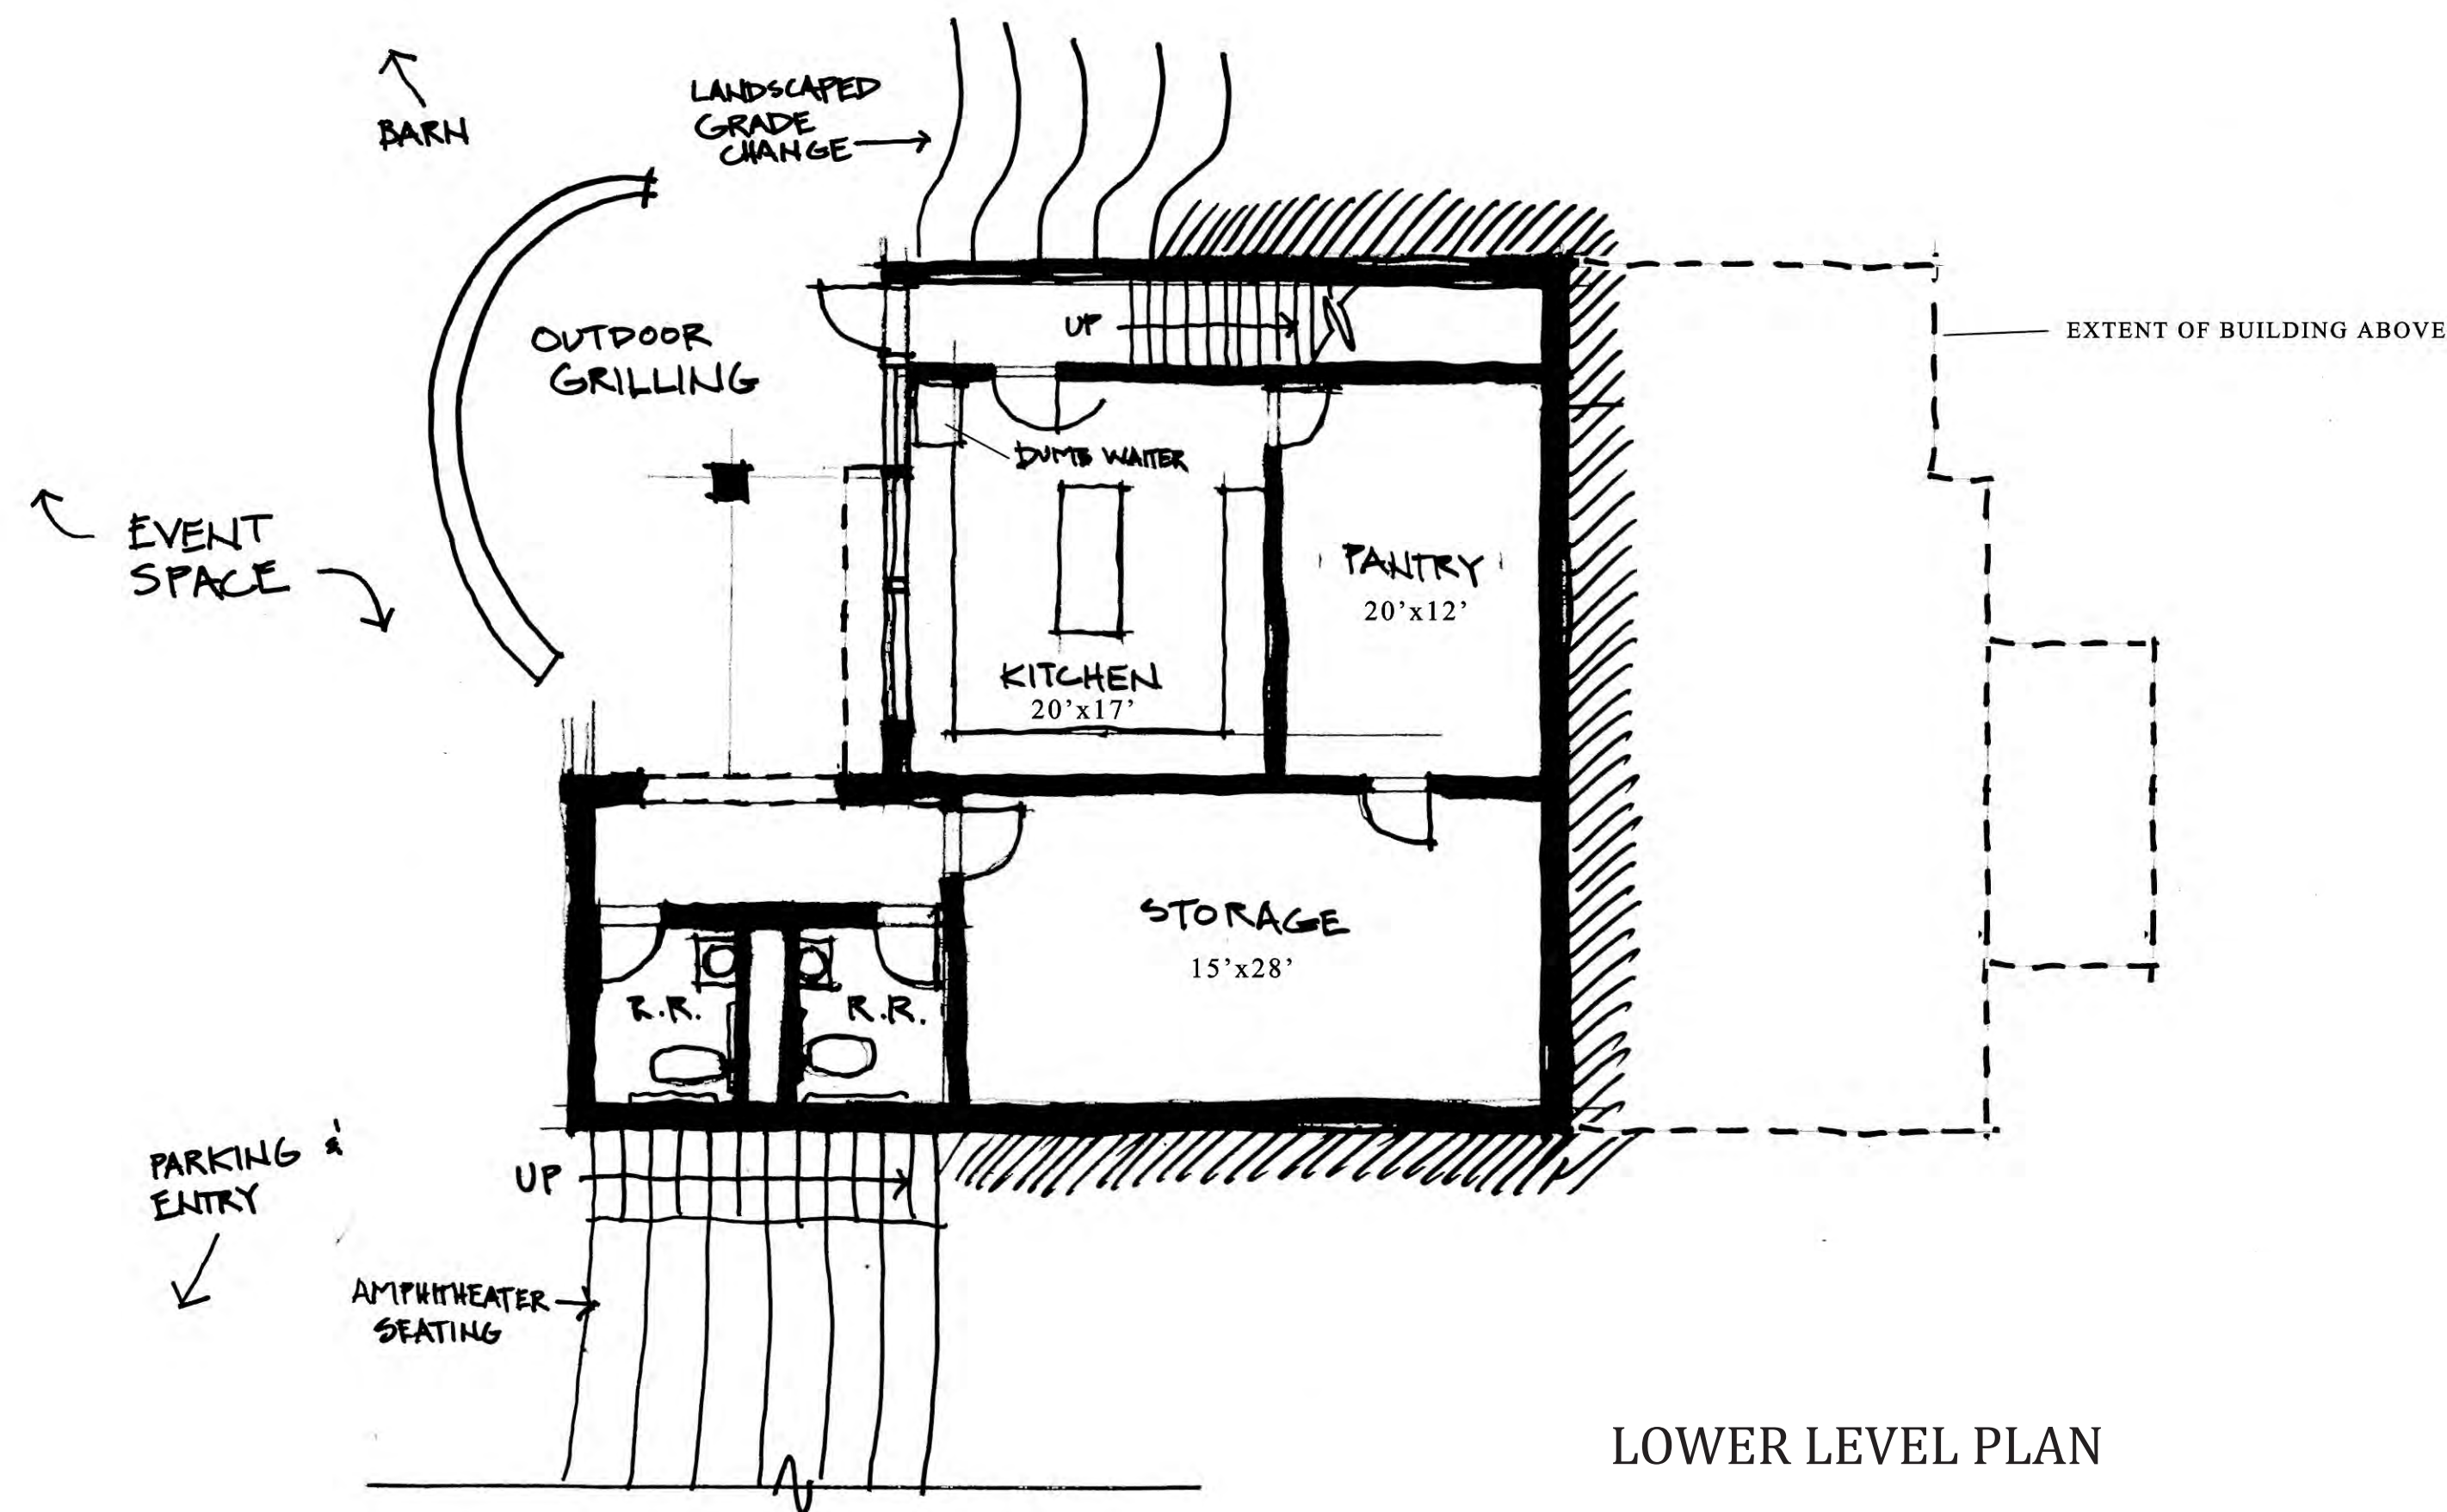 BARN
LANDSCAPED
GRADE
CHANGE
OUTDOOR
GRILLING
UP
EXTENT OF BUILDING ABOVE
DUMB WAITER
EVENT
SPACE
PANTRY
20'x12'
KITCHEN
20'x17'
STORAGE
15'x28'
R.R.
R.R.
PARKING &
ENTRY
UP
AMPHITHEATER
SEATING
LOWER LEVEL PLAN